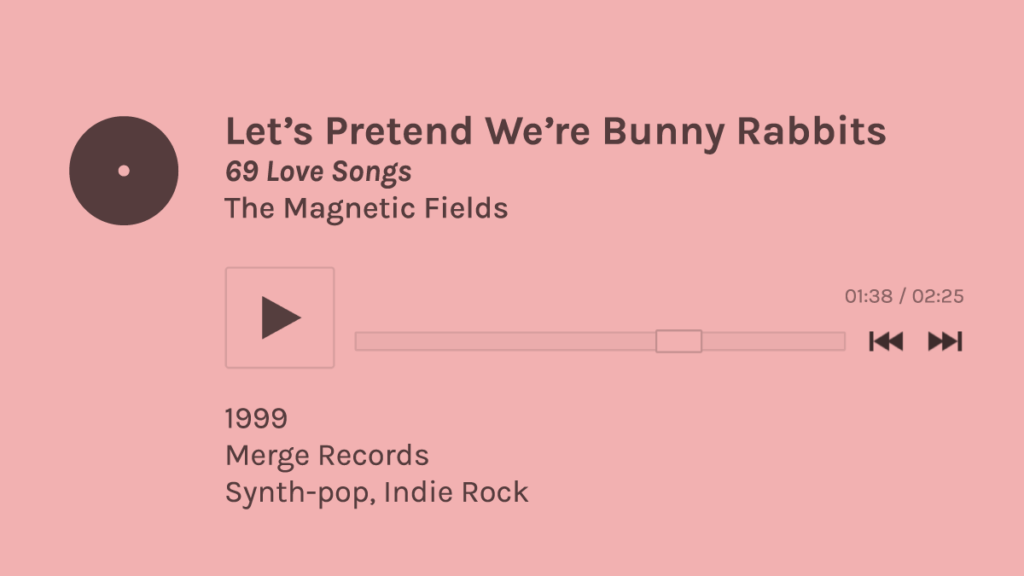 Let’s Pretend We’re Bunny Rabbits
69 Love Songs
The Magnetic Fields
01:38 / 02:25
1999
Merge Records
Synth-pop, Indie Rock